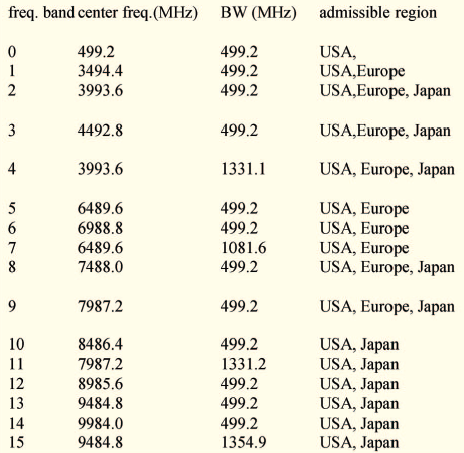 freq. band center freq.(MHz) BW (MHz) admissible region
0 499.2 499.2 USA,
1 3494.4 499.2 USA,Europe
2 3993.6 499.2 USA,Europe, Japan
3 4492.8 499.2 USA,Europe, Japan
4 3993.6 1331.1 USA, Europe, Japan
5 6489.6 499.2 USA, Europe
6 6988.8 499.2 USA, Europe
7 6489.6 1081.6 USA, Europe
8 7488.0 499.2 USA, Europe, Japan
9 7987.2 499.2 USA, Europe, Japan
10 8486.4 499.2 USA, Japan
11 7987.2 1331.2 USA, Japan
12 8985.6 499.2 USA, Japan
13 9484.8 499.2 USA, Japan
14 9984.0 499.2 USA, Japan
15 9484.8 1354.9 USA, Japan